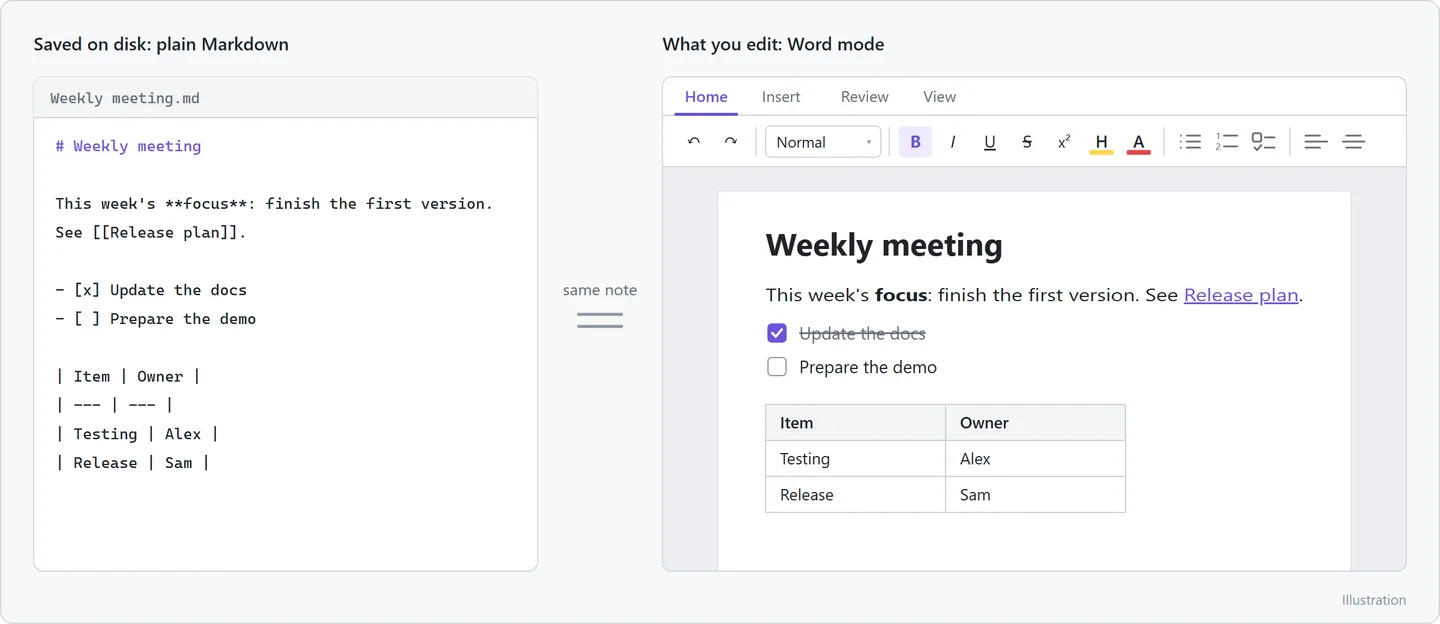 Saved on disk: plain Markdown
Weekly meeting.md
# Weekly meeting
This week's **focus**: finish the first version.
See [[Release plan]].
- [x] Update the docs
- [ ] Prepare the demo
| Item | Owner |
| --- | --- |
| Testing | Alex |
| Release | Sam |
same note
What you edit: Word mode
Home Insert Review View
Normal B I U S x² H A
Weekly meeting
This week's focus: finish the first version. See Release plan.
Update the docs
Prepare the demo
Item Owner
Testing Alex
Release Sam
Illustration